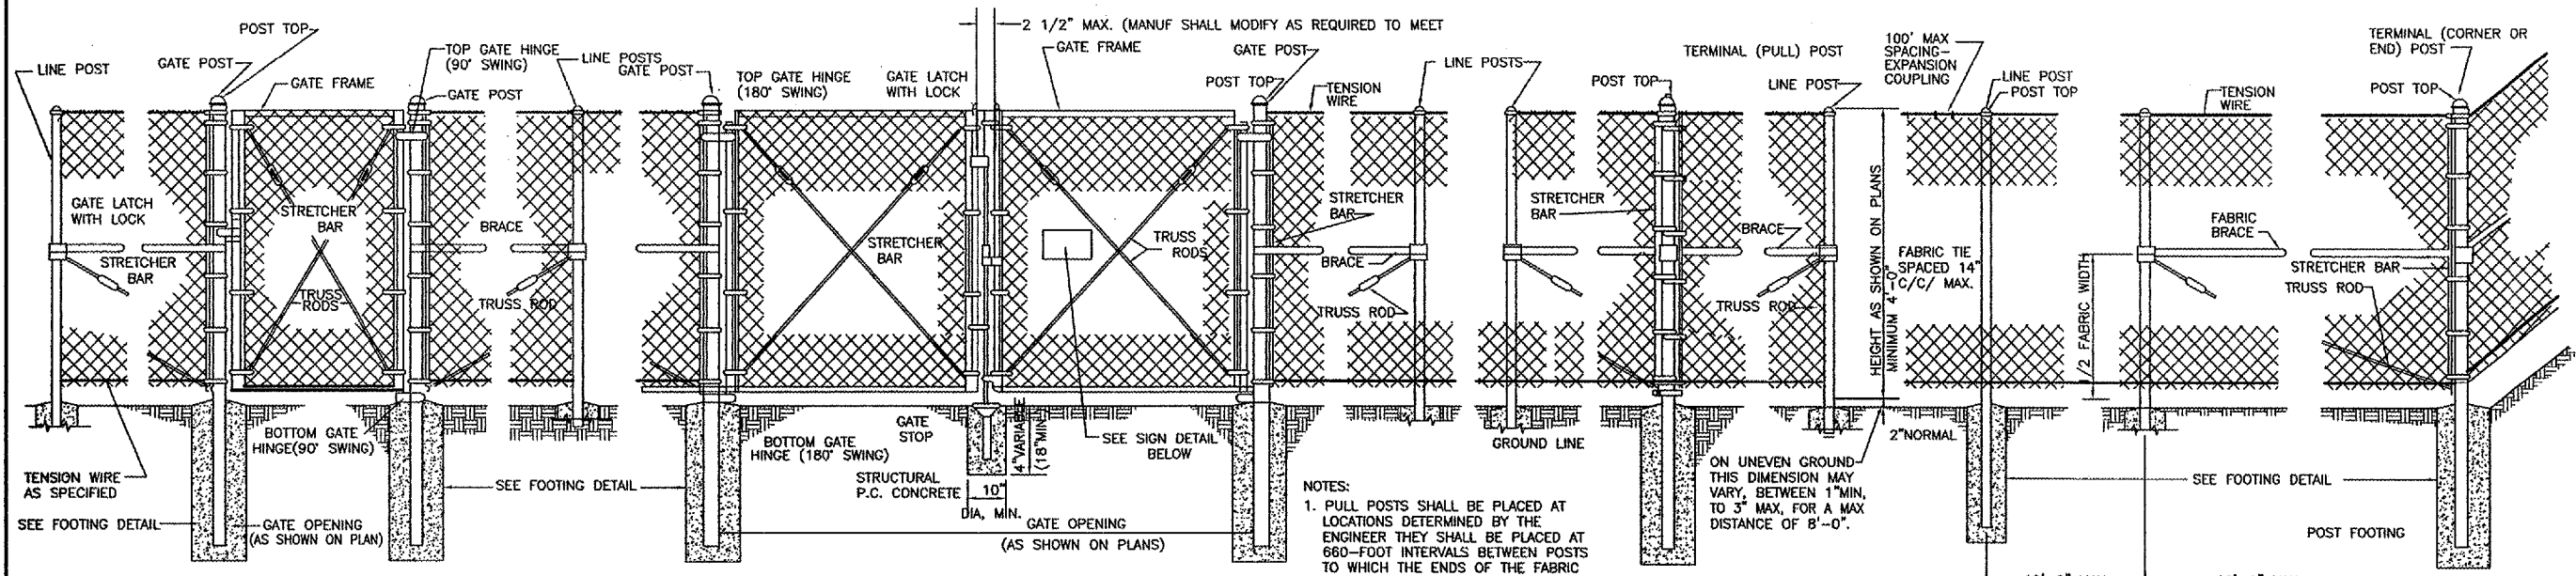 POST TOP
LINE POST
GATE POST
GATE FRAME
TOP GATE HINGE
(90° SWING)
GATE POST
LINE POSTS
GATE POST
2 1/2" MAX. (MANUF SHALL MODIFY AS REQUIRED TO MEET
TOP GATE HINGE
(180° SWING)
GATE LATCH
WITH LOCK
GATE FRAME
GATE POST
POST TOP
TENSION
WIRE
LINE POSTS
POST TOP
TERMINAL (PULL) POST
LINE POST
100' MAX
SPACING-
EXPANSION
COUPLING
LINE POST
POST TOP
TENSION
WIRE
TERMINAL (CORNER OR
END) POST
POST TOP
GATE LATCH
WITH LOCK
STRETCHER
BAR
STRETCHER
BAR
TRUSS
RODS
BRACE
TRUSS ROD
STRETCHER
BAR
TRUSS
RODS
STRETCHER
BAR
BRACE
TRUSS ROD
STRETCHER
BAR
BRACE
TRUSS ROD
HEIGHT AS SHOWN ON PLANS
MINIMUM 4'-0"
FABRIC TIE
SPACED 14"
C/C/ MAX.
1/2 FABRIC WIDTH
FABRIC
BRACE
STRETCHER BAR
TRUSS ROD
TENSION WIRE
AS SPECIFIED
SEE FOOTING DETAIL
GATE OPENING
(AS SHOWN ON PLAN)
BOTTOM GATE
HINGE(90° SWING)
SEE FOOTING DETAIL
BOTTOM GATE
HINGE (180° SWING)
GATE
STOP
STRUCTURAL
P.C. CONCRETE
4"VARIABLE
(18"MIN)
10"
DIA, MIN.
GATE OPENING
(AS SHOWN ON PLANS)
SEE SIGN DETAIL
BELOW
GROUND LINE
NOTES:
1. PULL POSTS SHALL BE PLACED AT
LOCATIONS DETERMINED BY THE
ENGINEER THEY SHALL BE PLACED AT
660-FOOT INTERVALS BETWEEN POSTS
TO WHICH THE ENDS OF THE FABRIC
2"NORMAL
ON UNEVEN GROUND
THIS DIMENSION MAY
VARY, BETWEEN 1"MIN,
TO 3" MAX, FOR A MAX
DISTANCE OF 8'-0".
SEE FOOTING DETAIL
POST FOOTING